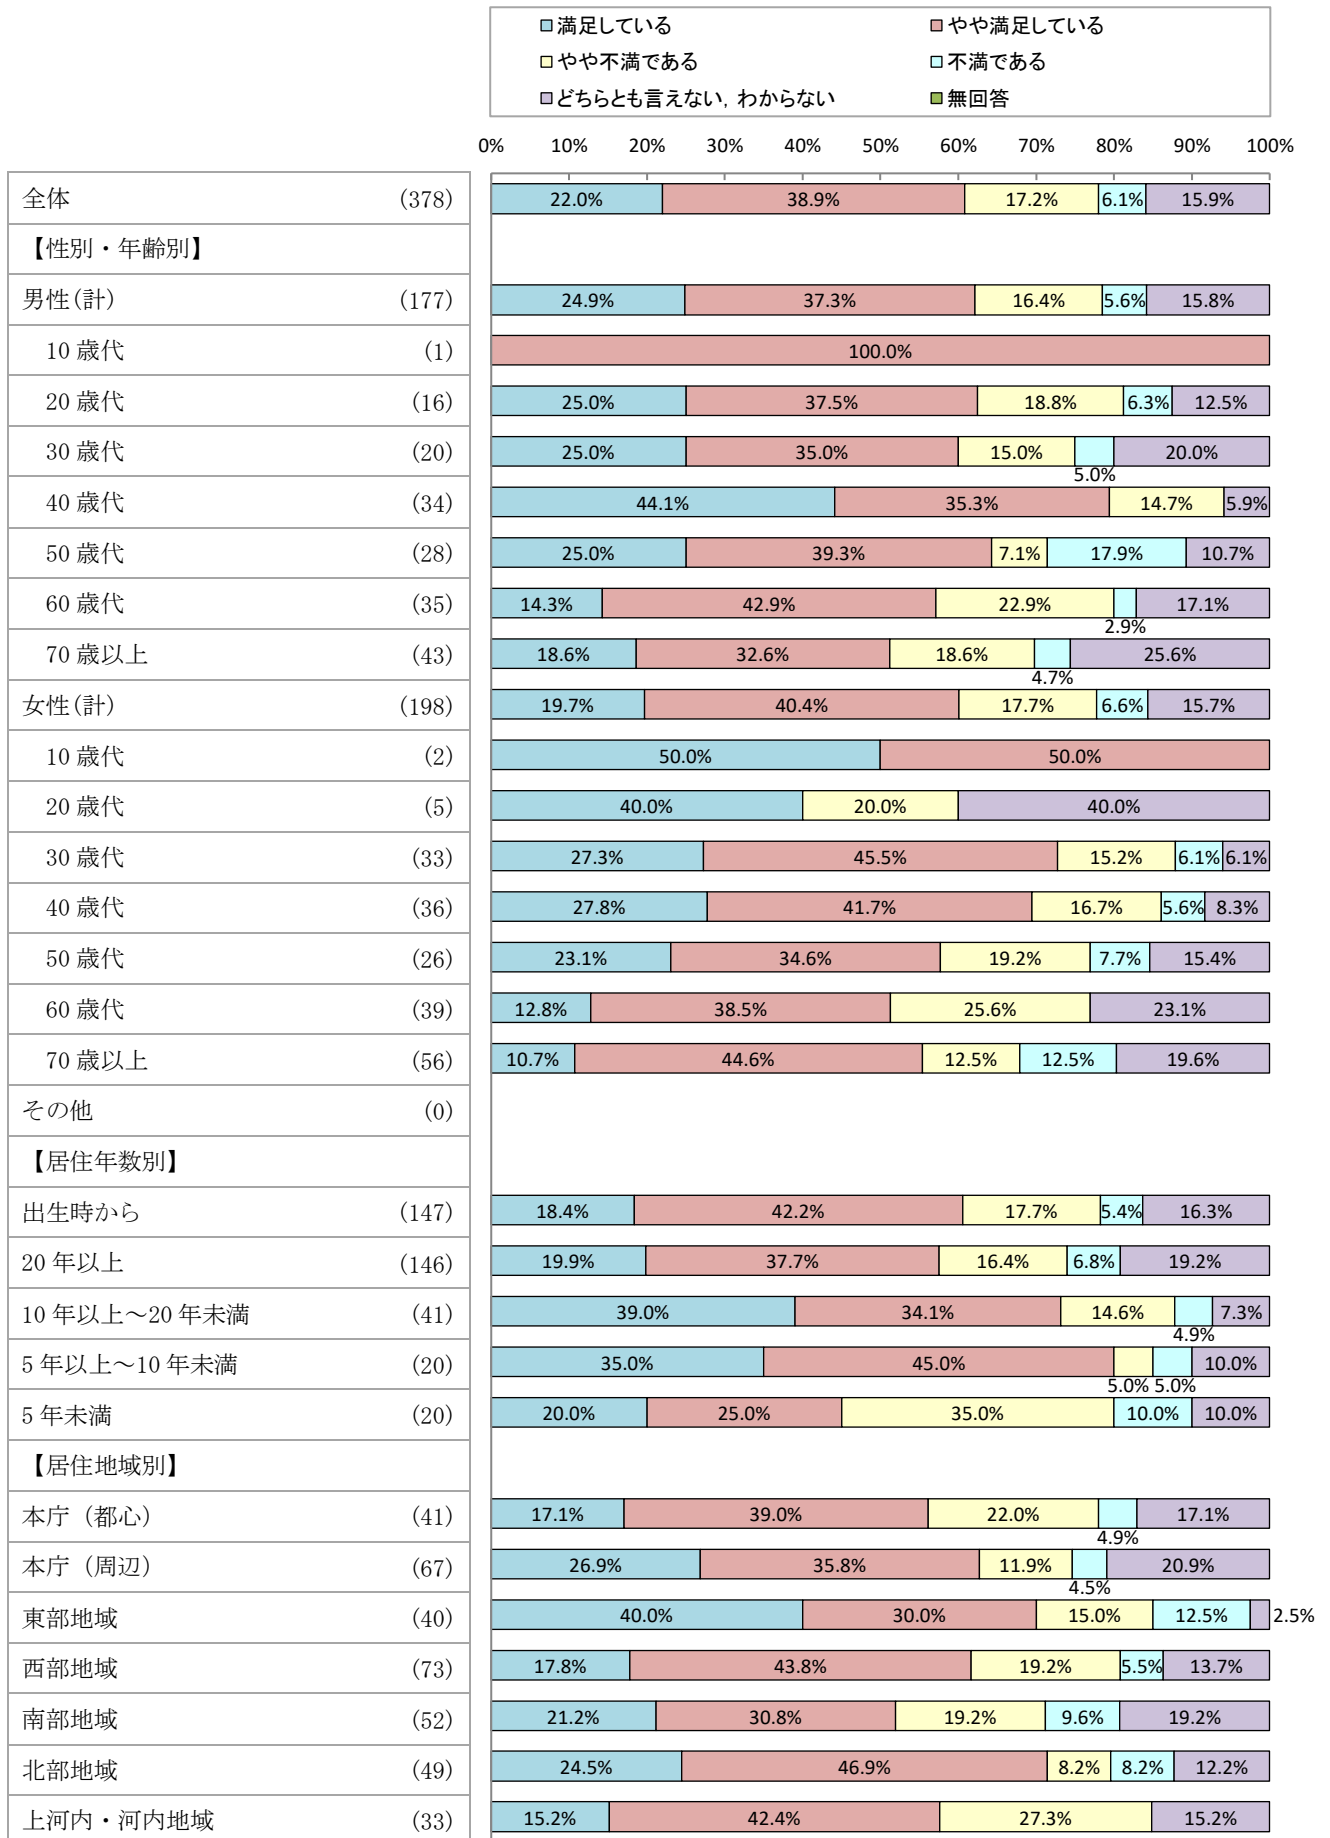 満足している やや満足している
やや不満である 不満である
どちらとも言えない，わからない 無回答
0% 10% 20% 30% 40% 50% 60% 70% 80% 90% 100%
全体 (378) 22.0% 38.9% 17.2% 6.1% 15.9%
【性別・年齢別】
男性(計) (177) 24.9% 37.3% 16.4% 5.6% 15.8%
10 歳代 (1) 100.0%
20 歳代 (16) 25.0% 37.5% 18.8% 6.3% 12.5%
30 歳代 (20) 25.0% 35.0% 15.0% 5.0% 20.0%
40 歳代 (34) 44.1% 35.3% 14.7% 5.9%
50 歳代 (28) 25.0% 39.3% 7.1% 17.9% 10.7%
60 歳代 (35) 14.3% 42.9% 22.9% 2.9% 17.1%
70 歳以上 (43) 18.6% 32.6% 18.6% 4.7% 25.6%
女性(計) (198) 19.7% 40.4% 17.7% 6.6% 15.7%
10 歳代 (2) 50.0% 50.0%
20 歳代 (5) 40.0% 20.0% 40.0%
30 歳代 (33) 27.3% 45.5% 15.2% 6.1% 6.1%
40 歳代 (36) 27.8% 41.7% 16.7% 5.6% 8.3%
50 歳代 (26) 23.1% 34.6% 19.2% 7.7% 15.4%
60 歳代 (39) 12.8% 38.5% 25.6% 23.1%
70 歳以上 (56) 10.7% 44.6% 12.5% 12.5% 19.6%
その他 (0)
【居住年数別】
出生時から (147) 18.4% 42.2% 17.7% 5.4% 16.3%
20 年以上 (146) 19.9% 37.7% 16.4% 6.8% 19.2%
10 年以上～20 年未満 (41) 39.0% 34.1% 14.6% 4.9% 7.3%
5 年以上～10 年未満 (20) 35.0% 45.0% 5.0% 5.0% 10.0%
5 年未満 (20) 20.0% 25.0% 35.0% 10.0% 10.0%
【居住地域別】
本庁（都心） (41) 17.1% 39.0% 22.0% 4.9% 17.1%
本庁（周辺） (67) 26.9% 35.8% 11.9% 4.5% 20.9%
東部地域 (40) 40.0% 30.0% 15.0% 12.5% 2.5%
西部地域 (73) 17.8% 43.8% 19.2% 5.5% 13.7%
南部地域 (52) 21.2% 30.8% 19.2% 9.6% 19.2%
北部地域 (49) 24.5% 46.9% 8.2% 8.2% 12.2%
上河内・河内地域 (33) 15.2% 42.4% 27.3% 15.2%